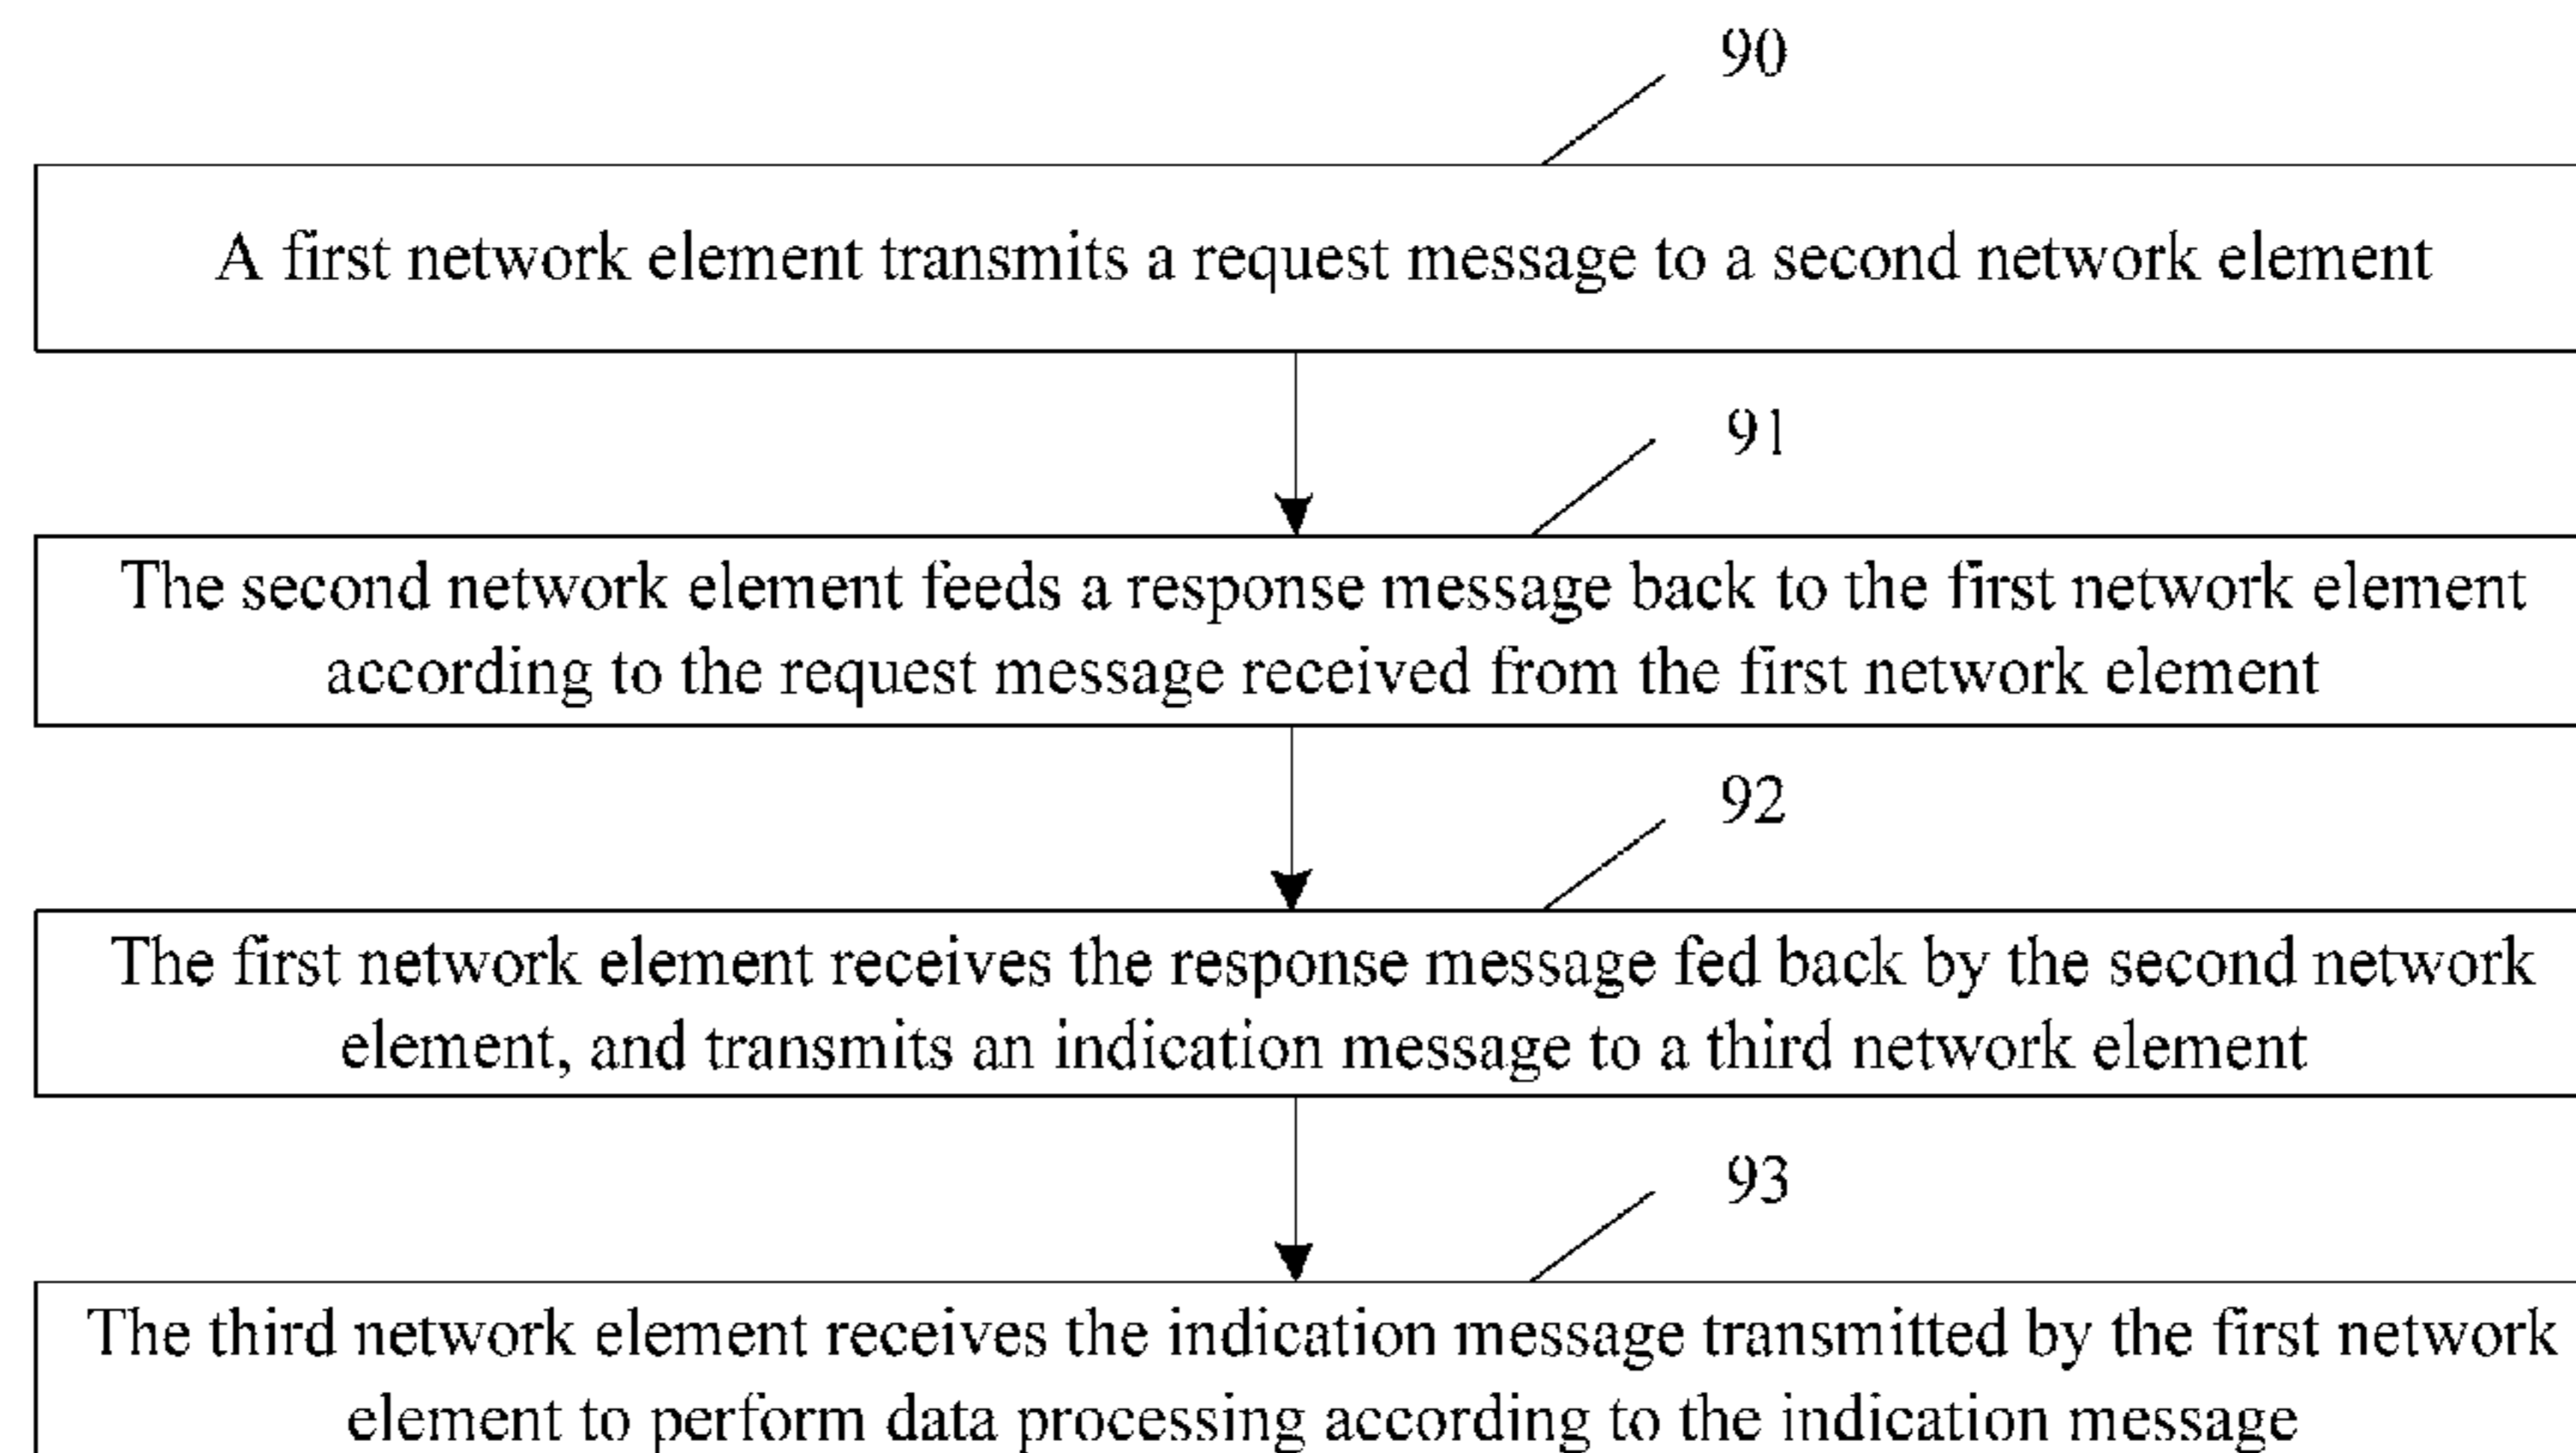 90
A first network element transmits a request message to a second network element
91
The second network element feeds a response message back to the first network element
according to the request message received from the first network element
92
The first network element receives the response message fed back by the second network
element, and transmits an indication message to a third network element
93
The third network element receives the indication message transmitted by the first network
element to perform data processing according to the indication message